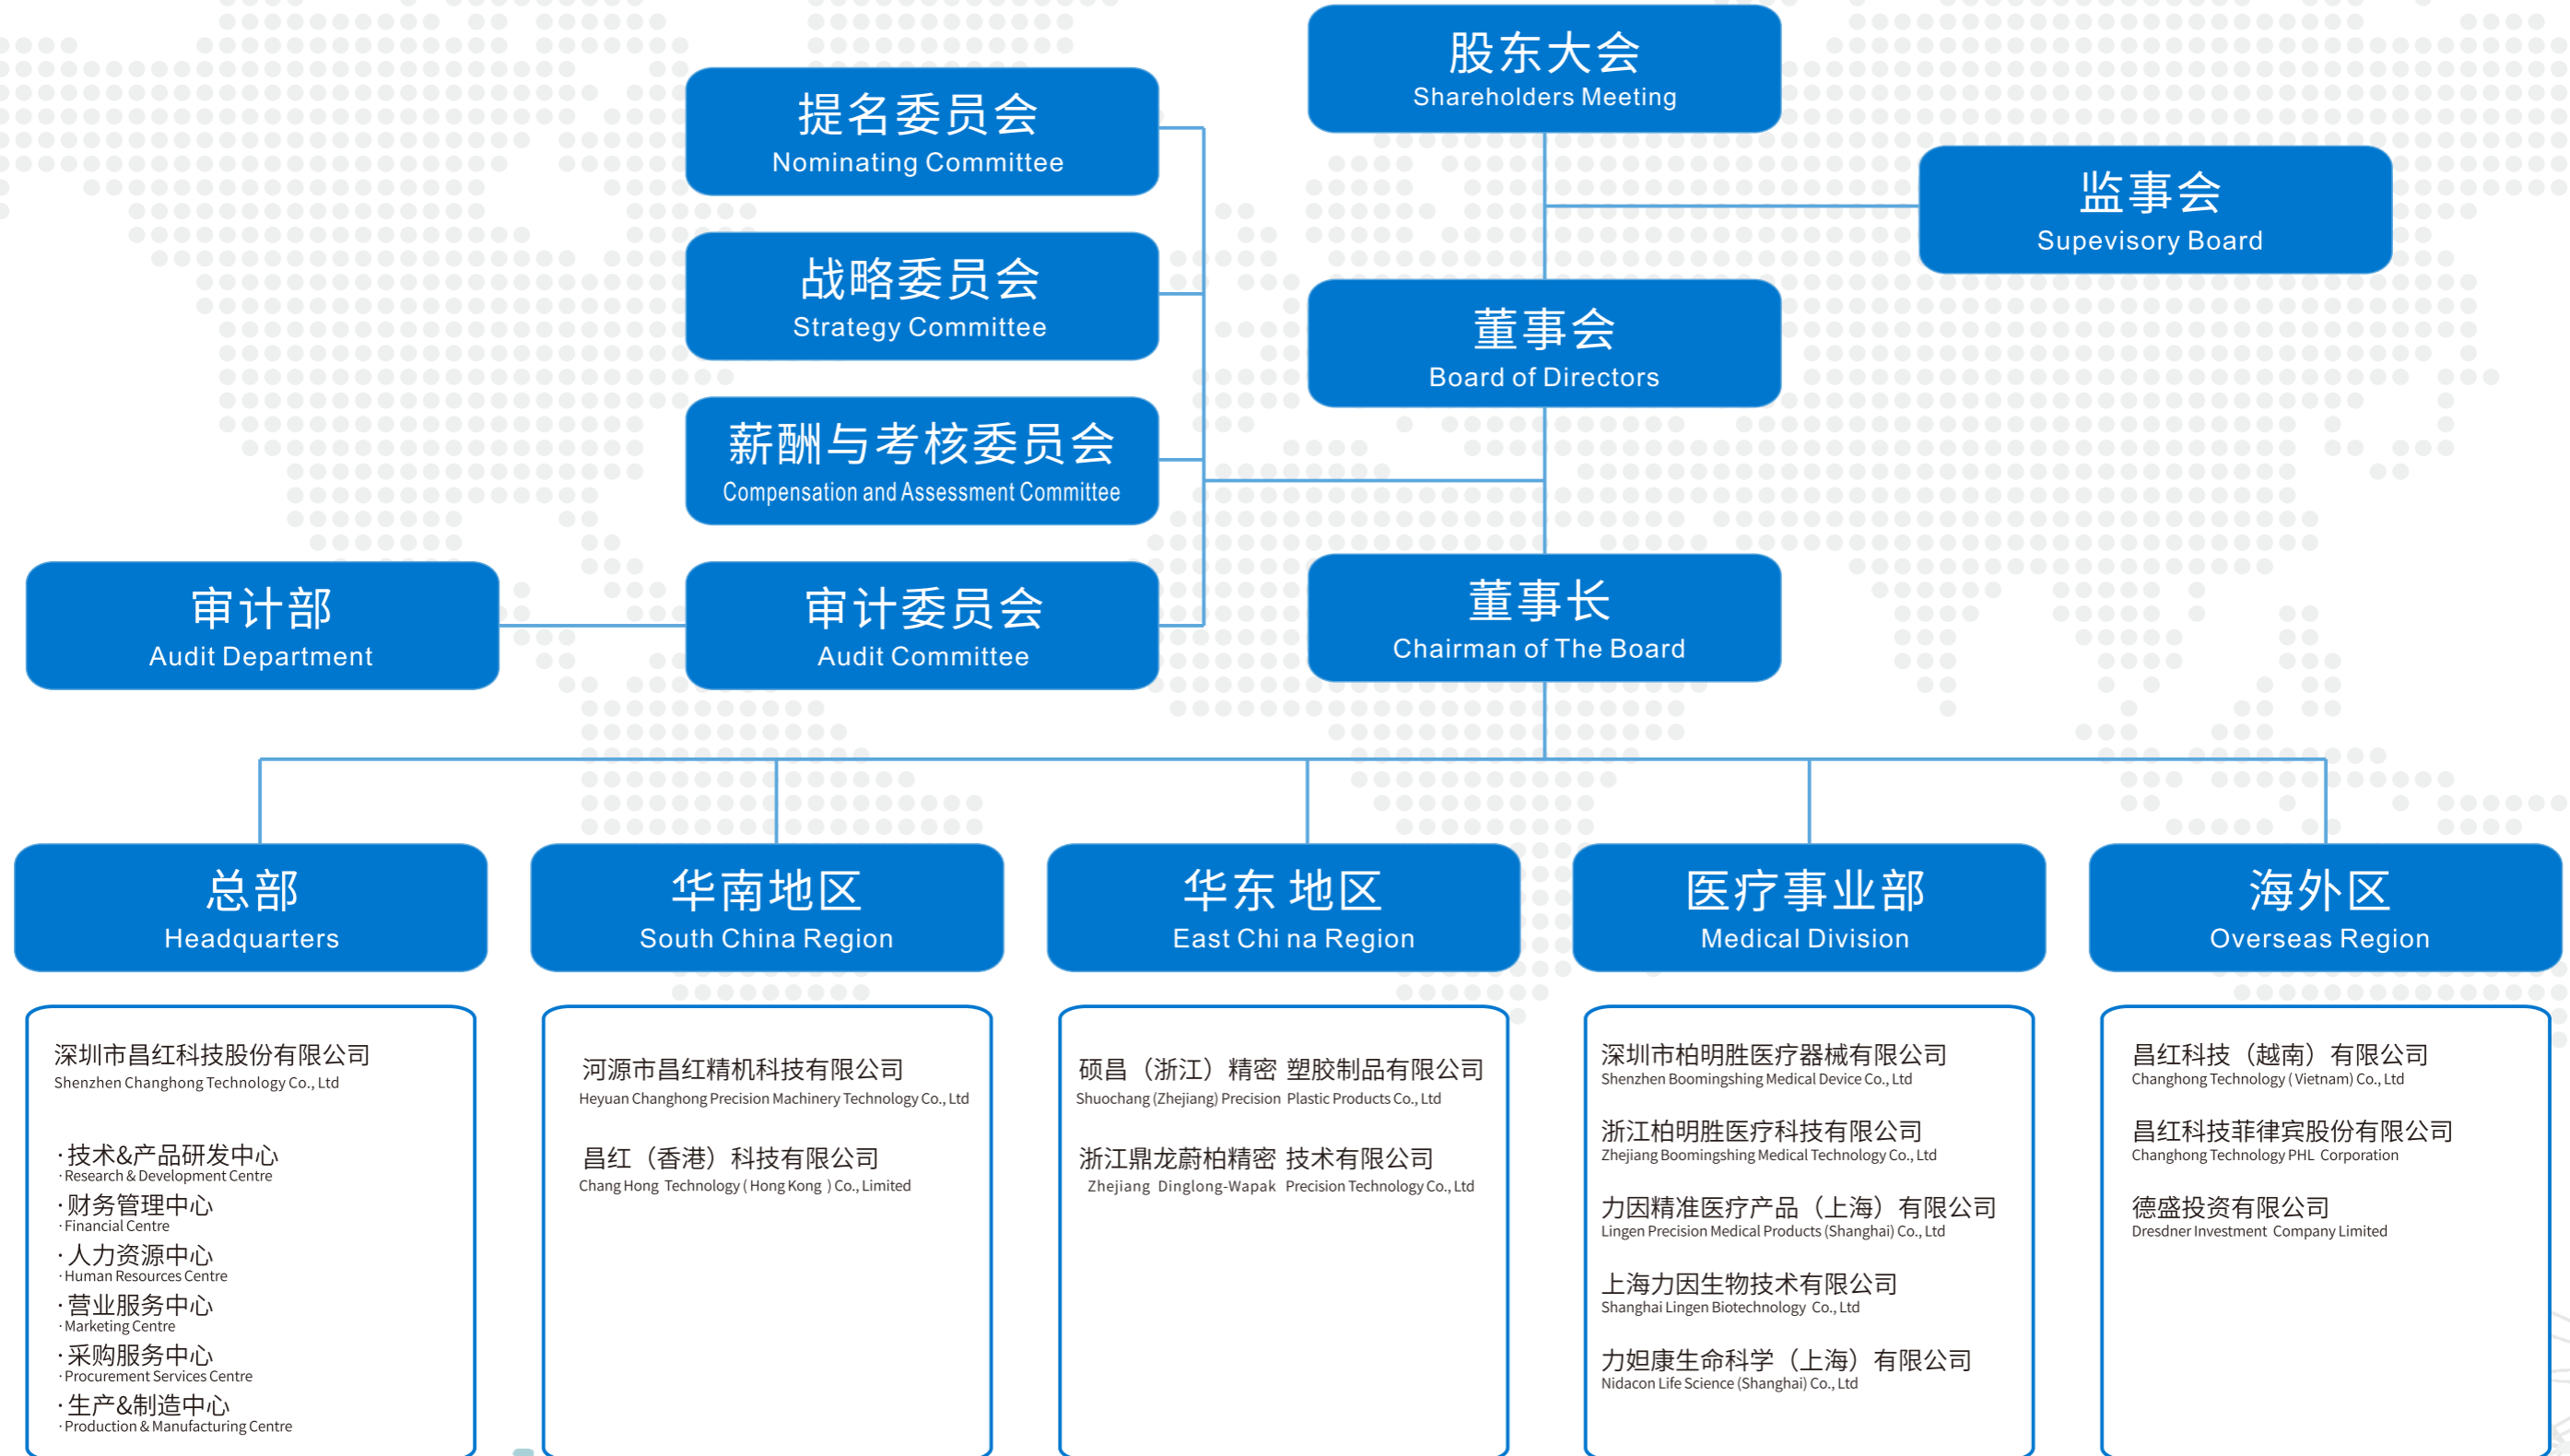 股东大会
Shareholders Meeting
提名委员会
Nominating Committee
监事会
Supevisory Board
战略委员会
Strategy Committee
董事会
Board of Directors
薪酬与考核委员会
Compensation and Assessment Committee
审计部
Audit Department
审计委员会
Audit Committee
董事长
Chairman of The Board
总部
Headquarters
华南地区
South China Region
华东 地区
East Chi na Region
医疗事业部
Medical Division
海外区
Overseas Region
深圳市昌红科技股份有限公司
Shenzhen Changhong Technology Co., Ltd
·技术&产品研发中心
·Research & Development Centre
·财务管理中心
·Financial Centre
·人力资源中心
·Human Resources Centre
·营业服务中心
·Marketing Centre
·采购服务中心
·Procurement Services Centre
·生产&制造中心
·Production & Manufacturing Centre
河源市昌红精机科技有限公司
Heyuan Changhong Precision Machinery Technology Co., Ltd
昌红（香港）科技有限公司
Chang Hong Technology ( Hong Kong ) Co., Limited
硕昌（浙江）精密 塑胶制品有限公司
Shuochang (Zhejiang) Precision Plastic Products Co., Ltd
浙江鼎龙蔚柏精密 技术有限公司
Zhejiang Dinglong-Wapak Precision Technology Co., Ltd
深圳市柏明胜医疗器械有限公司
Shenzhen Boomingshing Medical Device Co., Ltd
浙江柏明胜医疗科技有限公司
Zhejiang Boomingshing Medical Technology Co., Ltd
力因精准医疗产品（上海）有限公司
Lingen Precision Medical Products (Shanghai) Co., Ltd
上海力因生物技术有限公司
Shanghai Lingen Biotechnology Co., Ltd
力妲康生命科学（上海）有限公司
Nidacon Life Science (Shanghai) Co., Ltd
昌红科技（越南）有限公司
Changhong Technology ( Vietnam) Co., Ltd
昌红科技菲律宾股份有限公司
Changhong Technology PHL Corporation
德盛投资有限公司
Dresdner Investment Company Limited